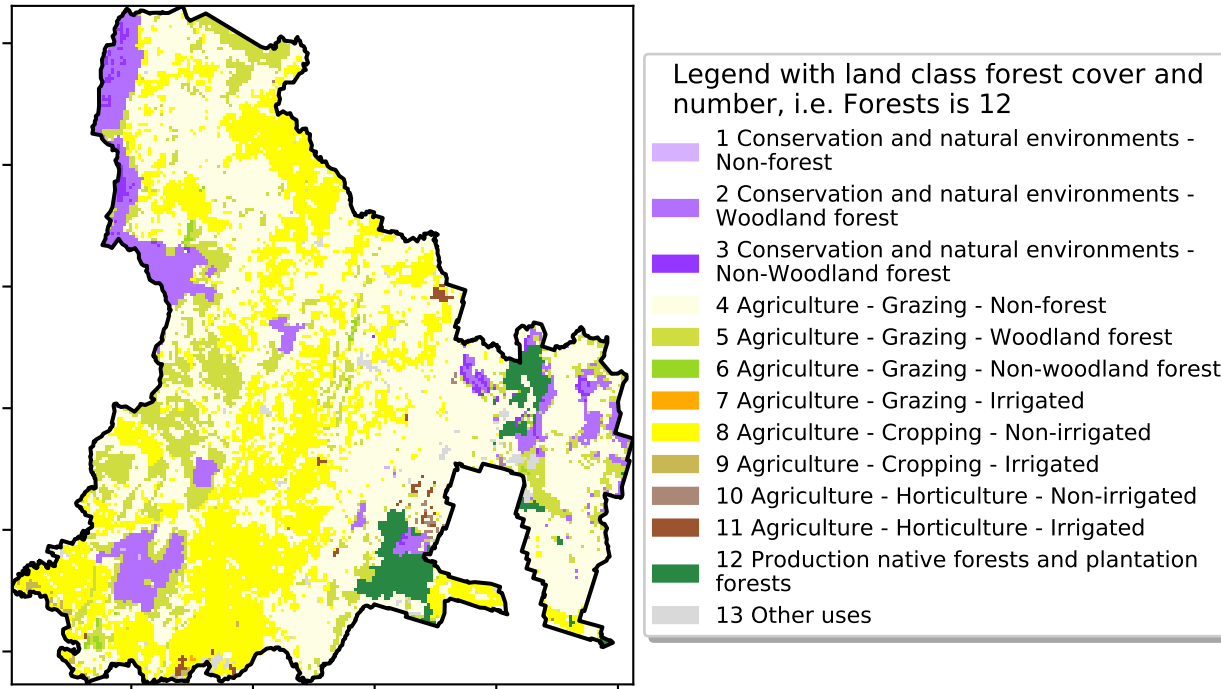 Legend with land class forest cover and
number, i.e. Forests is 12
1 Conservation and natural environments -
Non-forest
2 Conservation and natural environments -
Woodland forest
3 Conservation and natural environments -
Non-Woodland forest
4 Agriculture - Grazing - Non-forest
5 Agriculture - Grazing - Woodland forest
6 Agriculture - Grazing - Non-woodland forest
7 Agriculture - Grazing - Irrigated
8 Agriculture - Cropping - Non-irrigated
9 Agriculture - Cropping - Irrigated
10 Agriculture - Horticulture - Non-irrigated
11 Agriculture - Horticulture - Irrigated
12 Production native forests and plantation
forests
13 Other uses